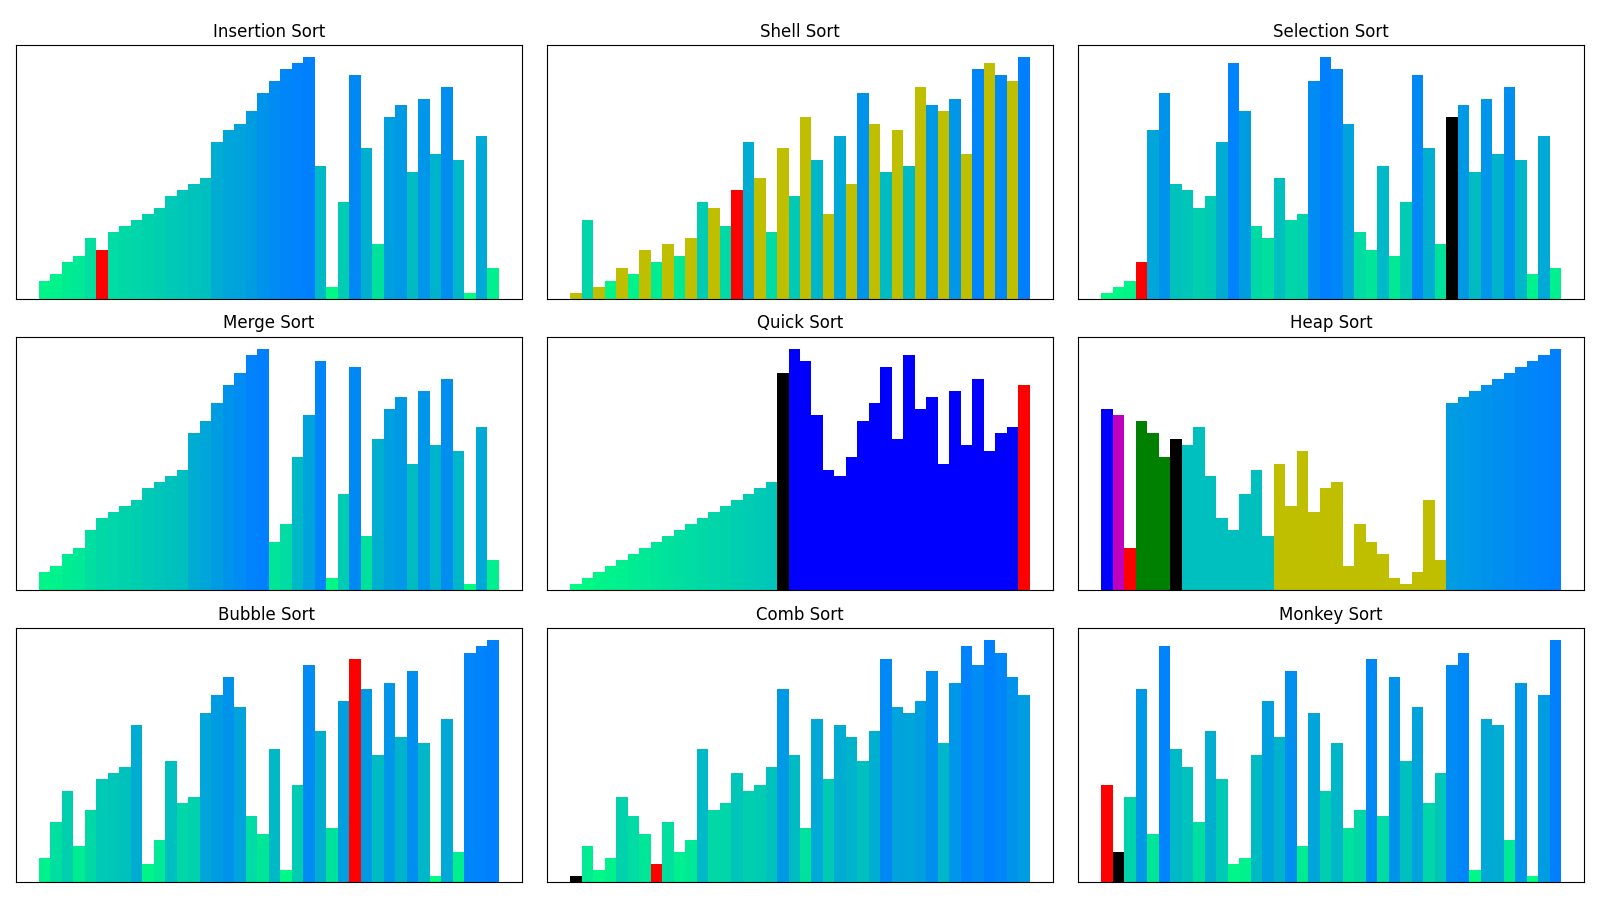 Insertion Sort
Shell Sort
Selection Sort
Merge Sort
Quick Sort
Heap Sort
Bubble Sort
Comb Sort
Monkey Sort